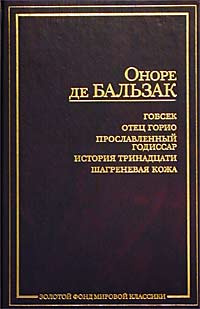 Оноре
де БАЛЬЗАК
ГОБСЕК
ОТЕЦ ГОРИО
ПРОСЛАВЛЕННЫЙ
ГОДИССАР
ИСТОРИЯ ТРИНАДЦАТИ
ШАГРЕНЕВАЯ КОЖА
ЗОЛОТОЙ ФОНД МИРОВОЙ КЛАССИКИ